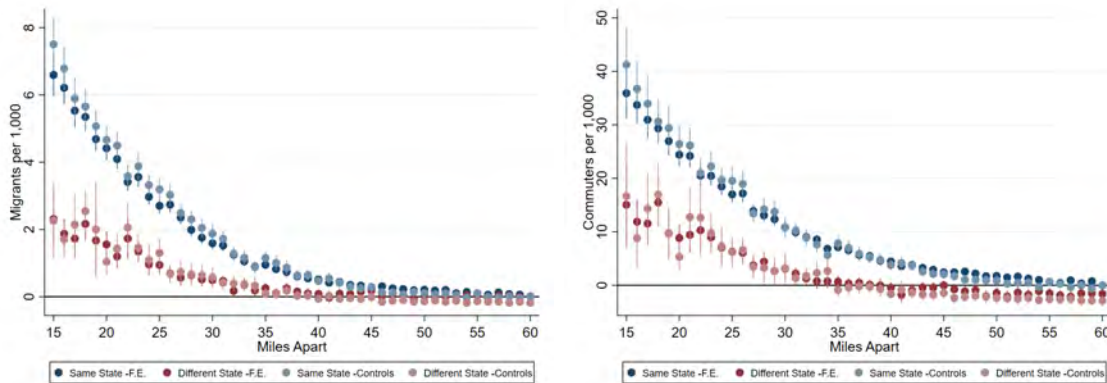 Migrants per 1,000
8
6
4
2
0
15 20 25 30 35 40 45 50 55 60
Miles Apart
Same State -F.E. Different State -F.E. Same State -Controls Different State -Controls
Commuters per 1,000
50
40
30
20
10
0
15 20 25 30 35 40 45 50 55 60
Miles Apart
Same State -F.E. Different State -F.E. Same State -Controls Different State -Controls